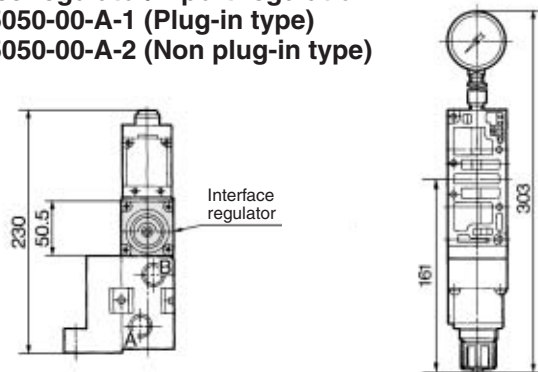 5050-00-A-1 (Plug-in type)
5050-00-A-2 (Non plug-in type)
230
50.5
Interface
regulator
B
A
161
303